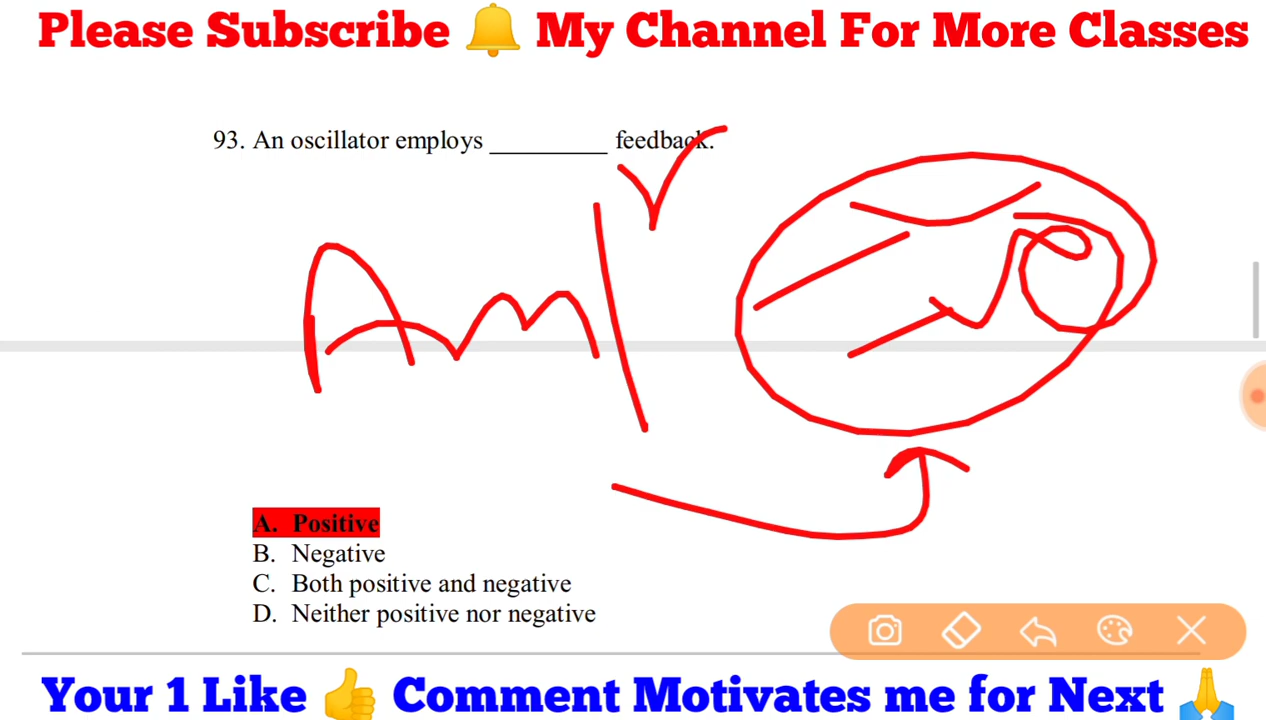 Please Subscribe 🔔 My Channel For More Classes
93. An oscillator employs _________ feedback.
A. Positive
B. Negative
C. Both positive and negative
D. Neither positive nor negative
Your 1 Like 👍 Comment Motivates me for Next 🙏